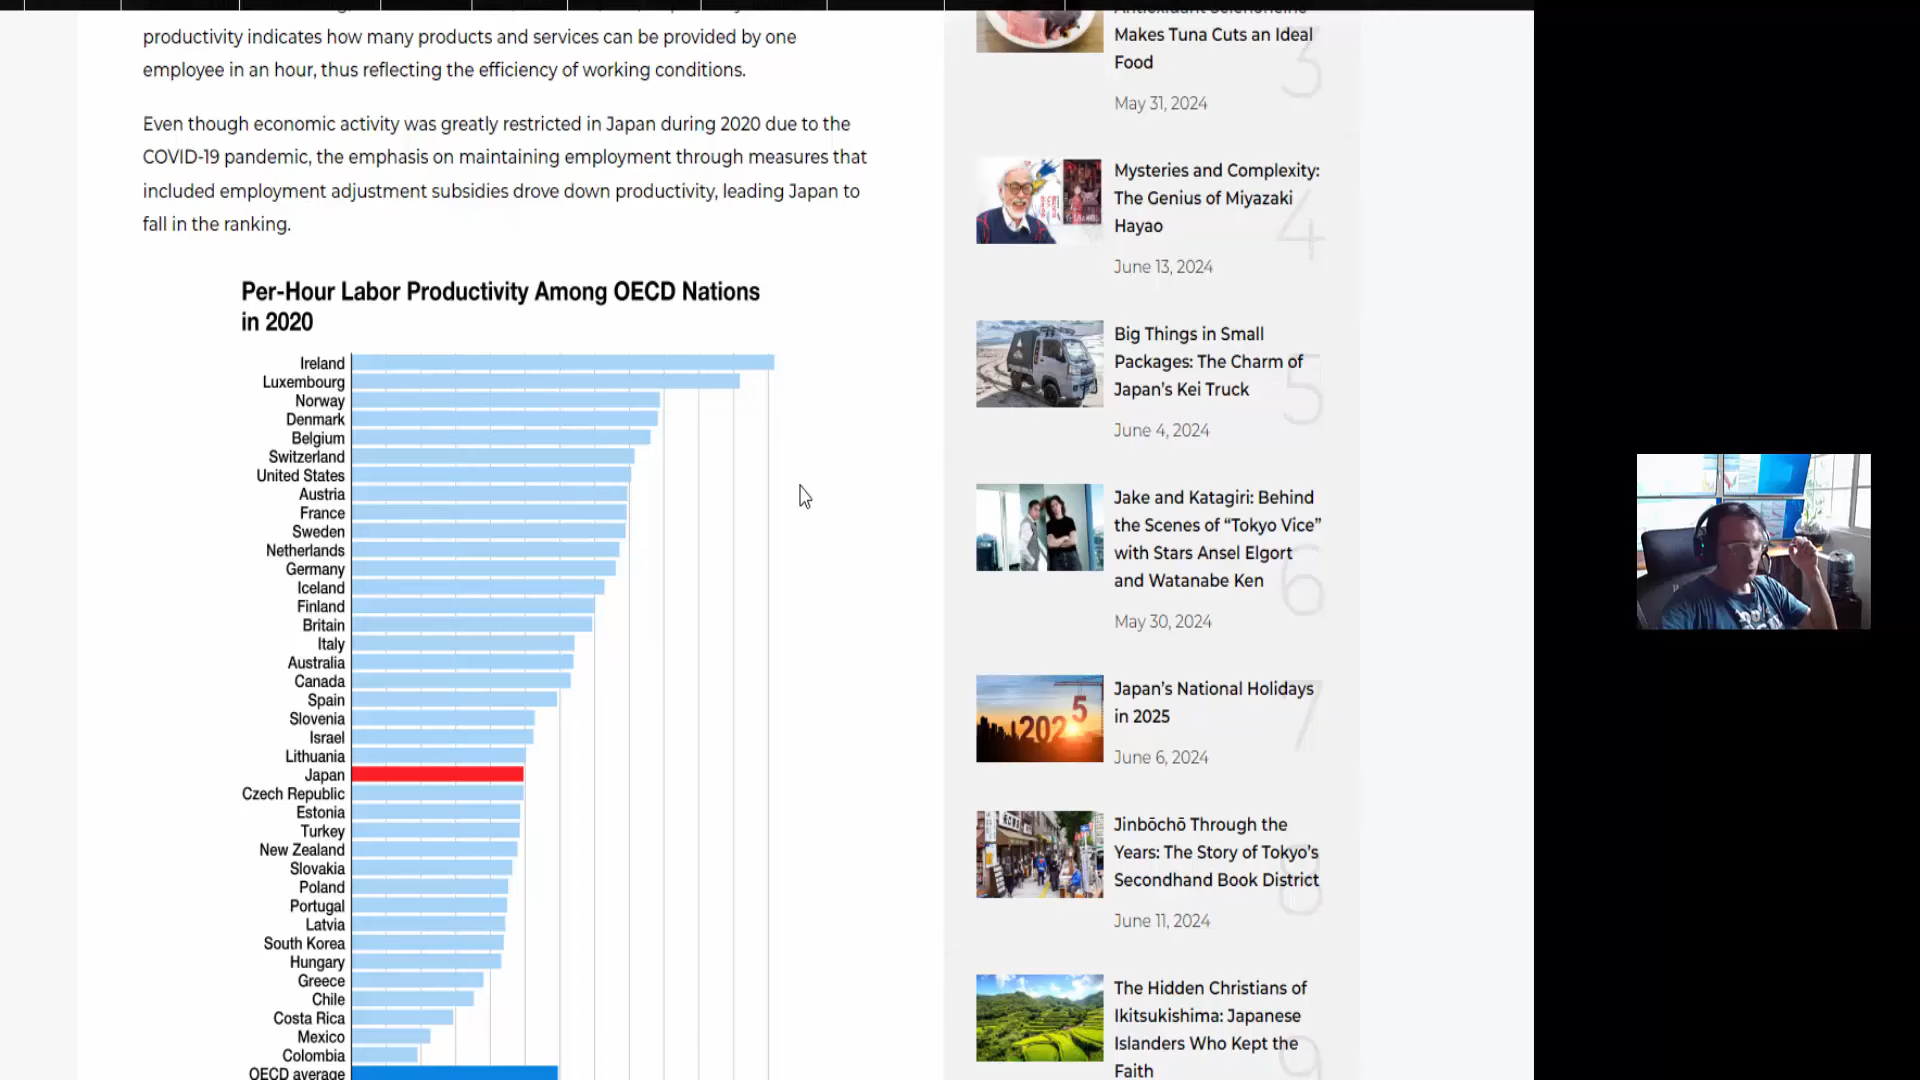 productivity indicates how many products and services can be provided by one
employee in an hour, thus reflecting the efficiency of working conditions.
Even though economic activity was greatly restricted in Japan during 2020 due to the
COVID-19 pandemic, the emphasis on maintaining employment through measures that
included employment adjustment subsidies drove down productivity, leading Japan to
fall in the ranking.
Per-Hour Labor Productivity Among OECD Nations
in 2020
Ireland
Luxembourg
Norway
Denmark
Belgium
Switzerland
United States
Austria
France
Sweden
Netherlands
Germany
Iceland
Finland
Britain
Italy
Australia
Canada
Spain
Slovenia
Israel
Lithuania
Japan
Czech Republic
Estonia
Turkey
New Zealand
Slovakia
Poland
Portugal
Latvia
South Korea
Hungary
Greece
Chile
Costa Rica
Mexico
Colombia
OECD average
Antioxidant Selenoneine
Makes Tuna Cuts an Ideal
Food
3
May 31, 2024
Mysteries and Complexity:
The Genius of Miyazaki
Hayao
4
June 13, 2024
Big Things in Small
Packages: The Charm of
Japan's Kei Truck
5
June 4, 2024
Jake and Katagiri: Behind
the Scenes of “Tokyo Vice”
with Stars Ansel Elgort
and Watanabe Ken
6
May 30, 2024
2025
Japan's National Holidays
in 2025
7
June 6, 2024
Jinbōchō Through the
Years: The Story of Tokyo's
Secondhand Book District
8
June 11, 2024
The Hidden Christians of
Ikitsukishima: Japanese
Islanders Who Kept the
Faith
9